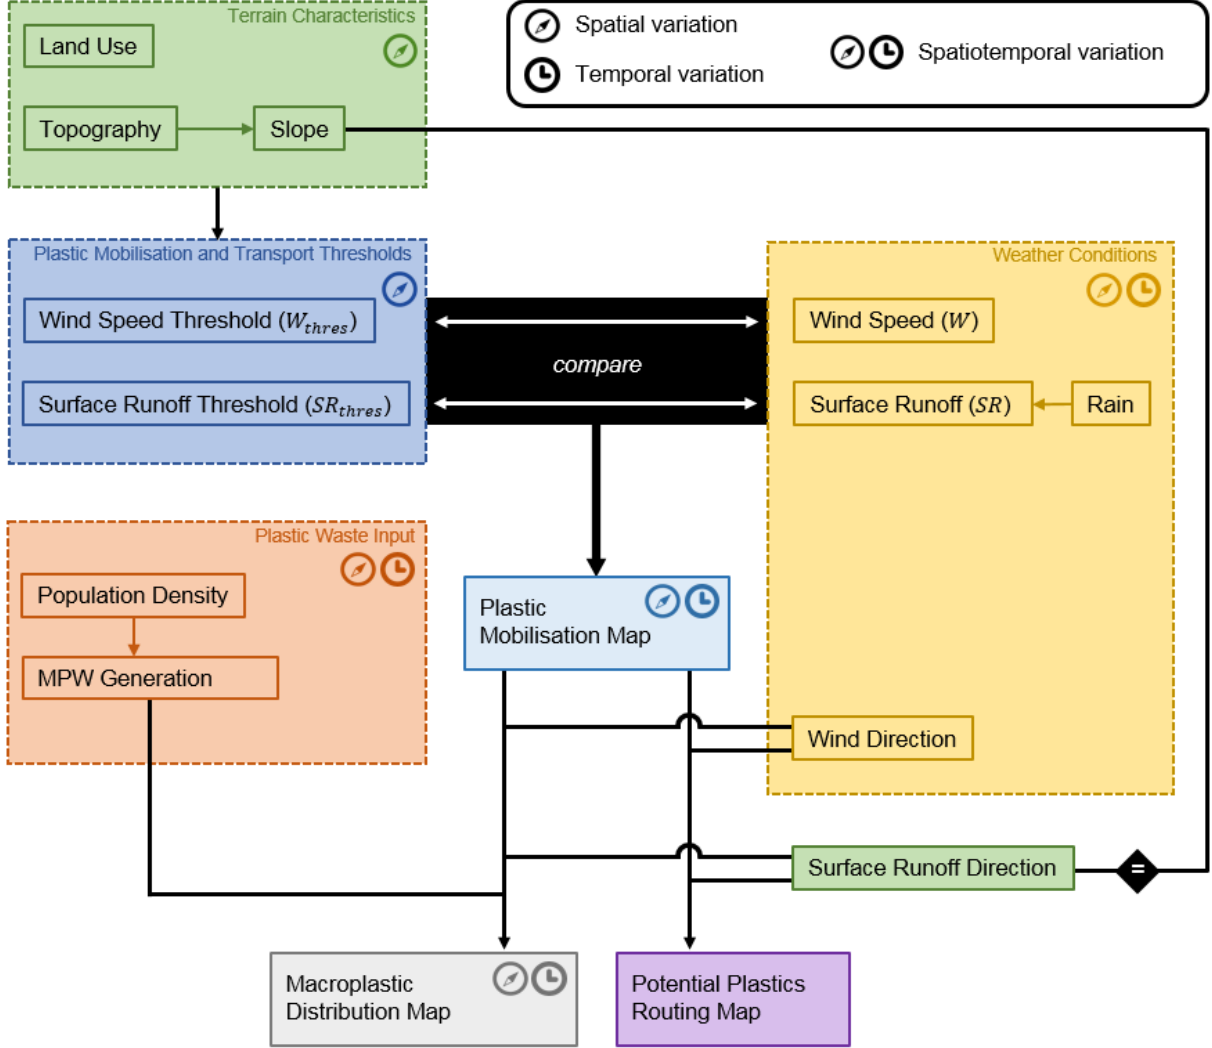 Terrain Characteristics
Land Use
Topography
Slope
Spatial variation
Temporal variation
Spatiotemporal variation
Plastic Mobilisation and Transport Thresholds
Wind Speed Threshold (W_thres)
Surface Runoff Threshold (SR_thres)
compare
Weather Conditions
Wind Speed (W)
Surface Runoff (SR)
Rain
Plastic Waste Input
Population Density
MPW Generation
Plastic
Mobilisation Map
Wind Direction
Surface Runoff Direction
=
Macroplastic
Distribution Map
Potential Plastics
Routing Map